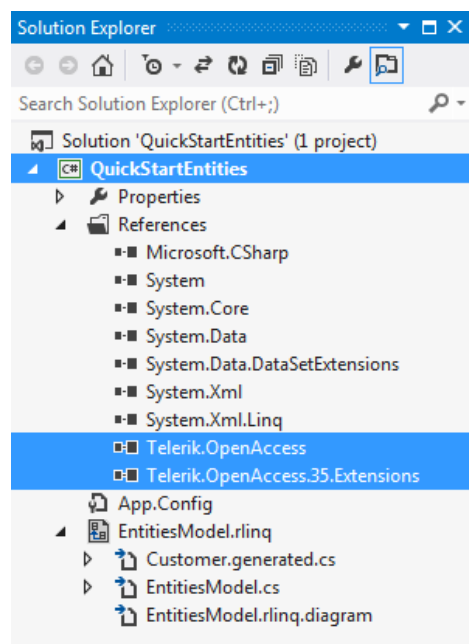 Solution Explorer
Search Solution Explorer (Ctrl+;)
Solution 'QuickStartEntities' (1 project)
C# QuickStartEntities
Properties
References
Microsoft.CSharp
System
System.Core
System.Data
System.Data.DataSetExtensions
System.Xml
System.Xml.Linq
Telerik.OpenAccess
Telerik.OpenAccess.35.Extensions
App.Config
EntitiesModel.rlinq
Customer.generated.cs
EntitiesModel.cs
EntitiesModel.rlinq.diagram